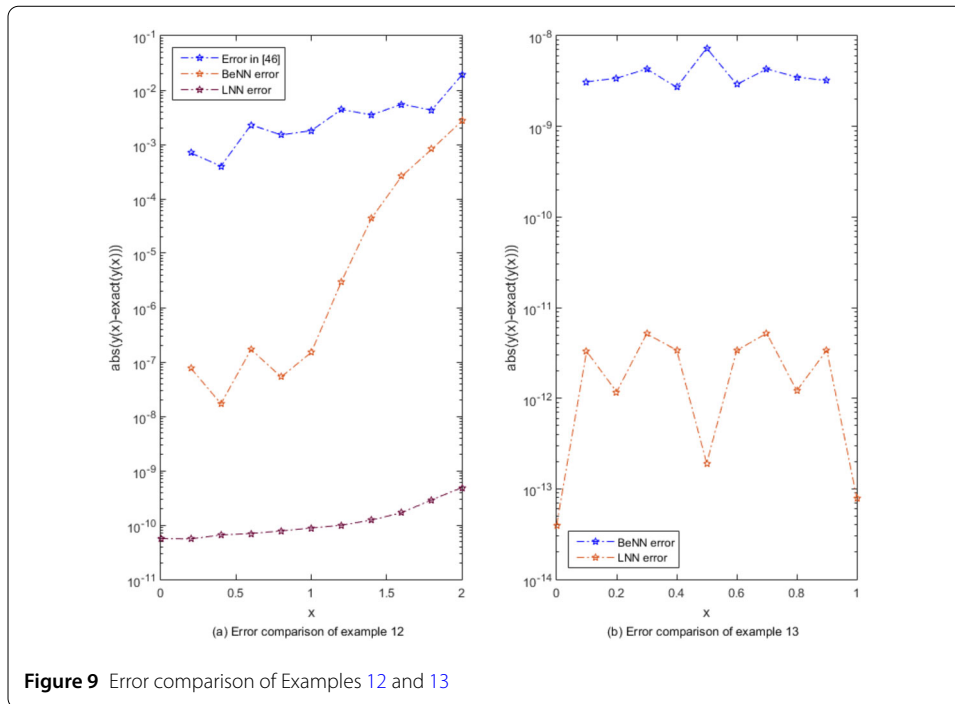 10^-1
10^-2
10^-3
10^-4
10^-5
10^-6
10^-7
10^-8
10^-9
10^-10
10^-11
abs(y(x)-exact(y(x)))
Error in [46]
BeNN error
LNN error
0 0.5 1 1.5 2
x
(a) Error comparison of example 12
10^-8
10^-9
10^-10
10^-11
10^-12
10^-13
10^-14
abs(y(x)-exact(y(x)))
BeNN error
LNN error
0 0.2 0.4 0.6 0.8 1
x
(b) Error comparison of example 13
Figure 9 Error comparison of Examples 12 and 13